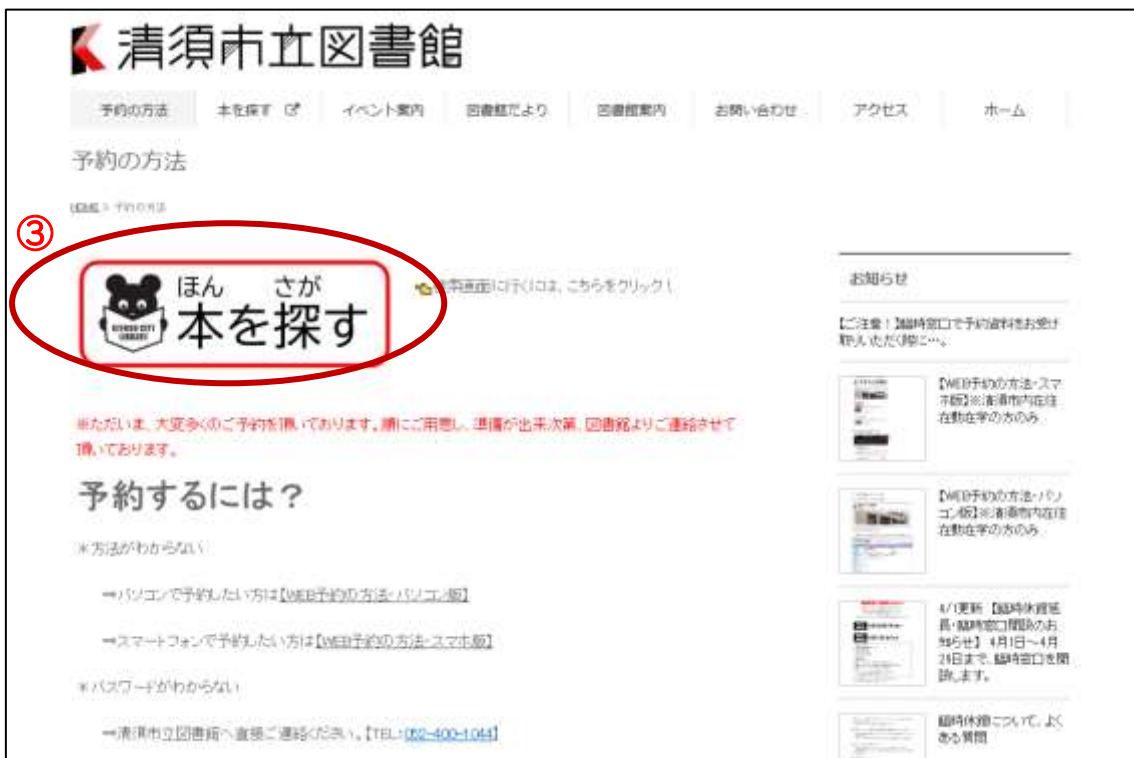 清須市立図書館
予約の方法
本を探す
イベント案内
図書館だより
図書館案内
お問い合わせ
アクセス
ホーム
予約の方法
HOME > 予約の方法
③
ほん さが
本を探す
KIYOSU CITY
LIBRARY
画面に行くには、こちらをクリック！
※ただいま、大変多くのご予約を頂いております。順にご用意し、準備が出来次第、図書館よりご連絡させて
頂いております。
予約するには？
＊方法がわからない
⇒パソコンで予約したい方は【WEB予約の方法・パソコン版】
⇒スマートフォンで予約したい方は【WEB予約の方法・スマホ版】
＊パスワードがわからない
⇒清須市立図書館へ直接ご連絡ください。【TEL：052-400-1044】
お知らせ
【ご注意！】臨時窓口で予約資料をお受け
取りいただく際に…。
【WEB予約の方法・スマ
ホ版】※清須市内在住
在勤在学の方のみ
【WEB予約の方法・パソ
コン版】※清須市内在住
在勤在学の方のみ
4/1更新 【臨時休館延
長・臨時窓口開設のお
知らせ】 4月1日～4月
日まで、臨時窓口を開
設します。
臨時休館について、よく
ある質問